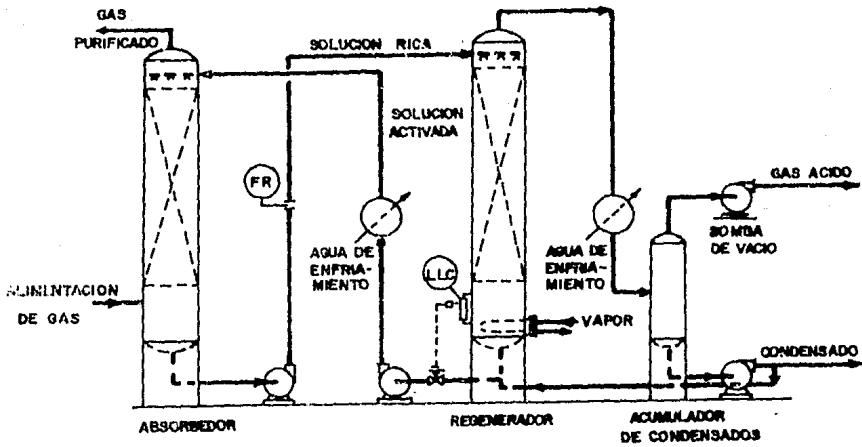 GAS
PURIFICADO
SOLUCION RICA
SOLUCION
ACTIVADA
FR
AGUA DE
ENFRIA-
MIENTO
LLC
AGUA DE
ENFRIA-
MIENTO
GAS ACIDO
BOMBA
DE VACIO
ALIMENTACION
DE GAS
VAPOR
CONDENSADO
ABSORBEDOR
REGENERADOR
ACUMULADOR
DE CONDENSADOS